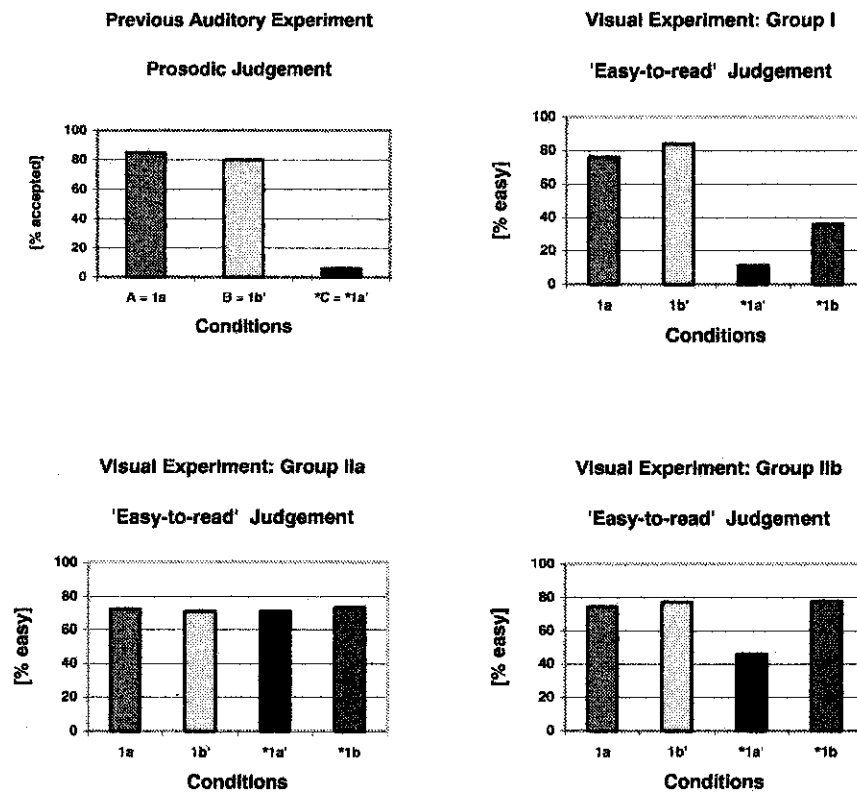 Previous Auditory Experiment
Prosodic Judgement
100
80
60
40
20
0
[% accepted]
A = 1a
B = 1b'
*C = *1a'
Conditions
Visual Experiment: Group I
'Easy-to-read' Judgement
100
80
60
40
20
0
[% easy]
1a
1b'
*1a'
*1b
Conditions
Visual Experiment: Group IIa
'Easy-to-read' Judgement
100
80
60
40
20
0
[% easy]
1a
1b'
*1a'
*1b
Conditions
Visual Experiment: Group IIb
'Easy-to-read' Judgement
100
80
60
40
20
0
[% easy]
1a
1b'
*1a'
*1b
Conditions